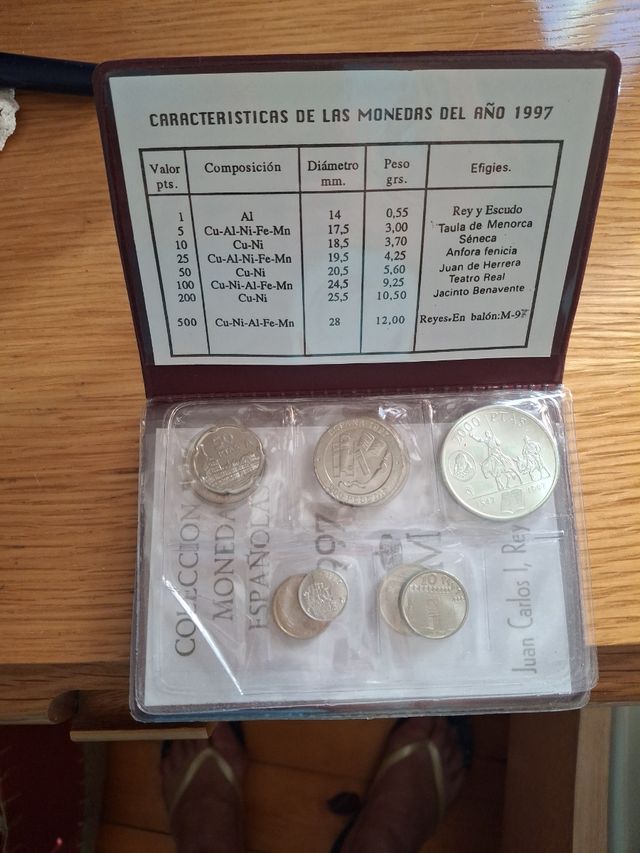 CARACTERISTICAS DE LAS MONEDAS DEL AÑO 1997
Valor pts. Composición Diámetro mm. Peso grs. Efigies.
1 Al 14 0,55 Rey y Escudo
5 Cu-Al-Ni-Fe-Mn 17,5 3,00 Taula de Menorca
10 Cu-Ni 18,5 3,70 Séneca
25 Cu-Al-Ni-Fe-Mn 19,5 4,25 Anfora fenicia
50 Cu-Ni 20,5 5,60 Juan de Herrera
100 Cu-Ni-Al-Fe-Mn 24,5 9,25 Teatro Real
200 Cu-Ni 25,5 10,50 Jacinto Benavente
500 Cu-Ni-Al-Fe-Mn 28 12,00 Reyes.En balón:M-97
50
ESPAÑA 1997
2000 PTAS
COLECCION
MONEDAS
ESPAÑOLAS
1997
M
Juan Carlos I, Rey